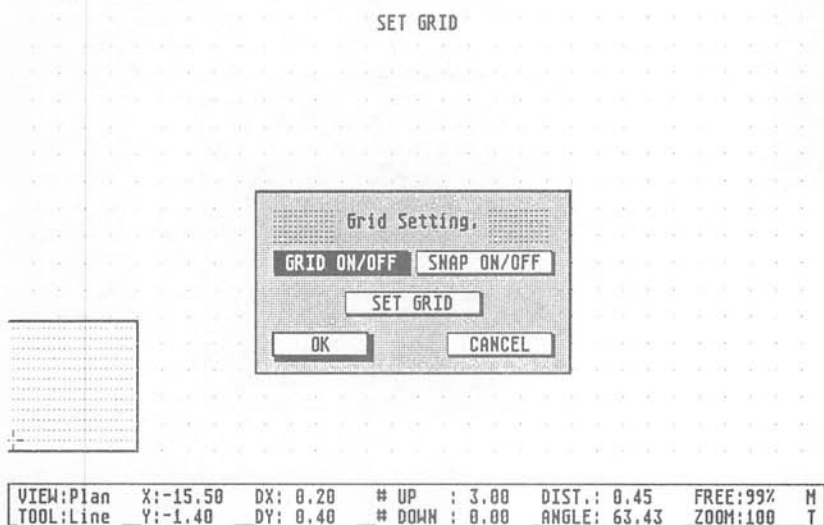 SET GRID
Grid Setting.
GRID ON/OFF SNAP ON/OFF
SET GRID
OK CANCEL
VIEW:Plan X:-15.50 DX: 0.20 # UP : 3.00 DIST.: 0.45 FREE:99% M
TOOL:Line Y:-1.40 DY: 0.40 # DOWN : 0.00 ANGLE: 63.43 ZOOM:100 T